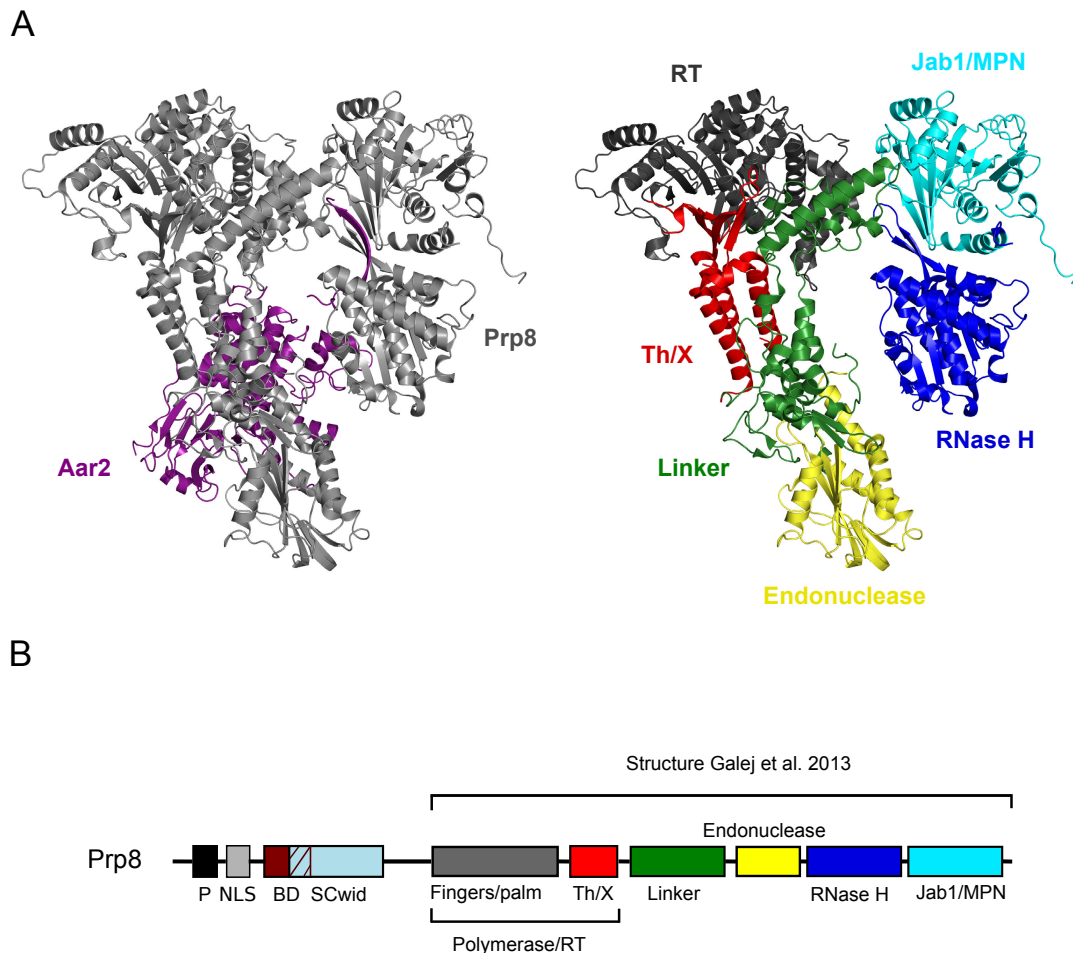 A
RT
Jab1/MPN
Prp8
Th/X
RNase H
Aar2
Linker
Endonuclease
B
Structure Galej et al. 2013
Endonuclease
Prp8
P NLS BD SCwid Fingers/palm Th/X Linker RNase H Jab1/MPN
Polymerase/RT